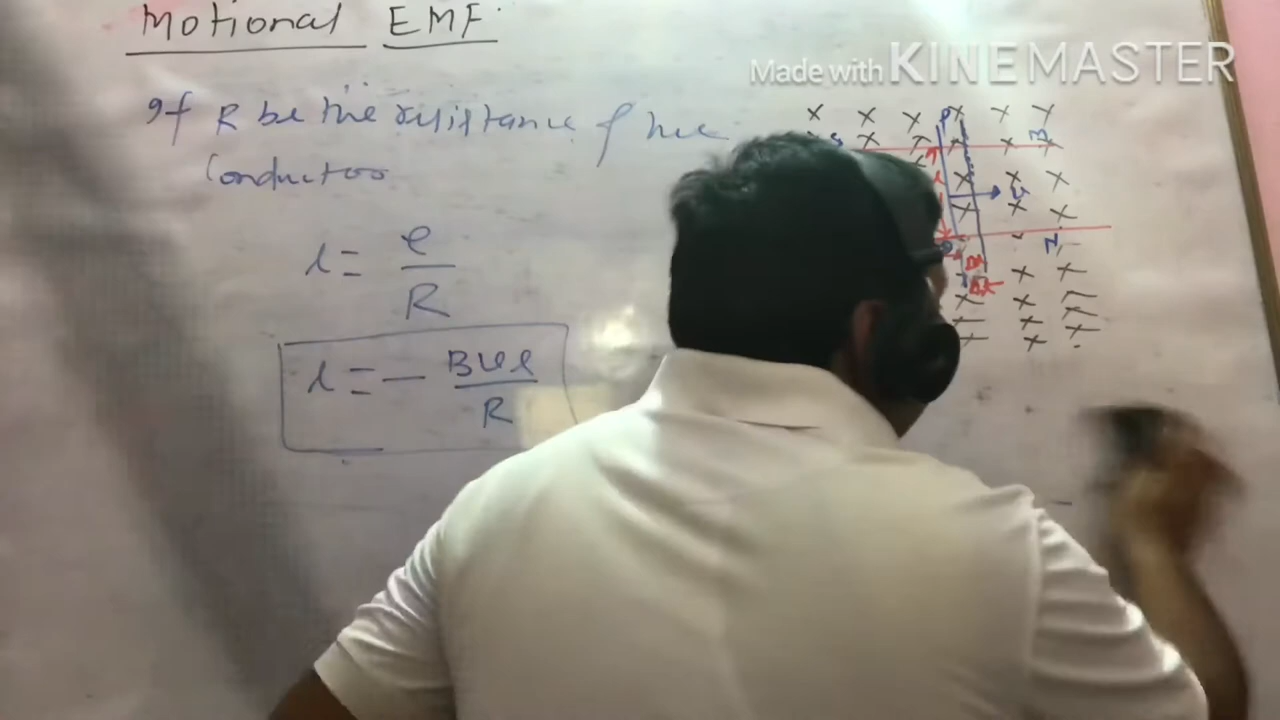 Motional EMF
Made with KINEMASTER
If R be the resistance of the
Conductor
i = e/R
i = - Bvl/R